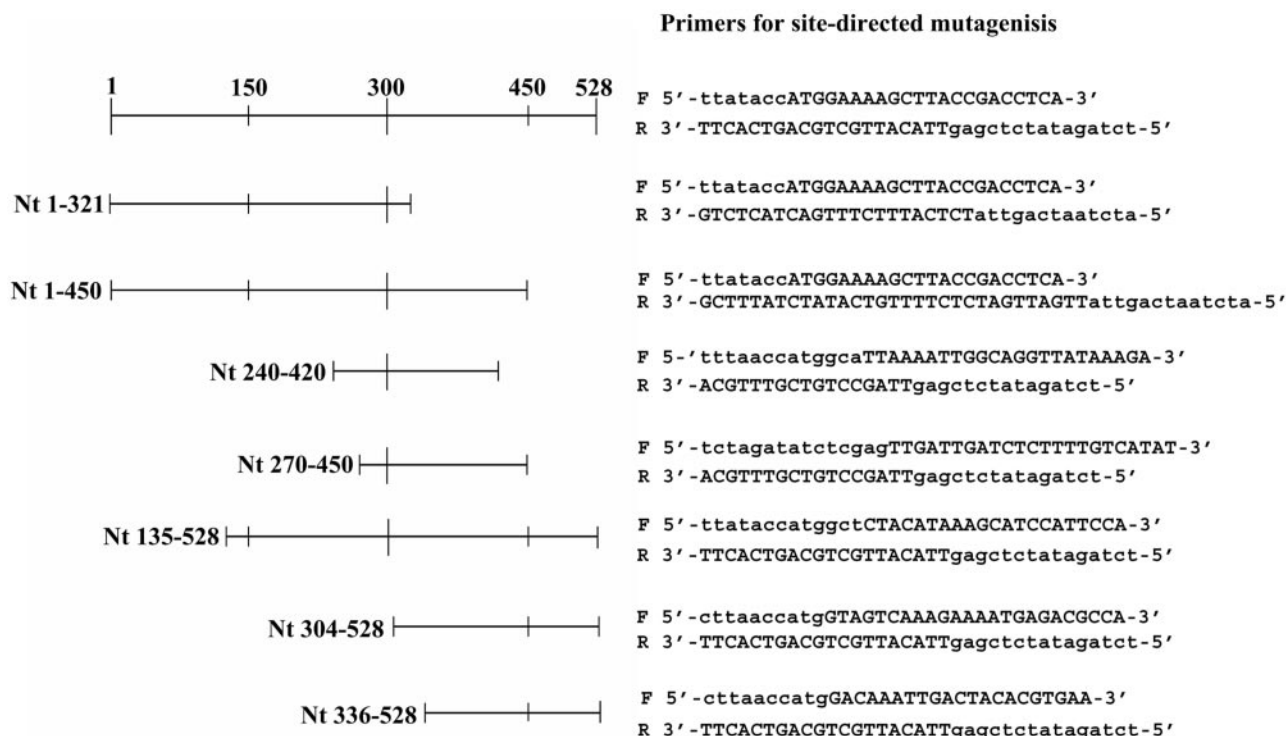 Primers for site-directed mutagenisis
1 150 300 450 528
F 5′-ttataccATGGAAAAGCTTACCGACCTCA-3′
R 3′-TTCACTGACGTCGTTACATTgagctctatagatct-5′
Nt 1-321
F 5′-ttataccATGGAAAAGCTTACCGACCTCA-3′
R 3′-GTCTCATCAGTTTCTTTACTCTattgactaatcta-5′
Nt 1-450
F 5′-ttataccATGGAAAAGCTTACCGACCTCA-3′
R 3′-GCTTTATCTATACTGTTTTCTCTAGTTAGTTattgactaatcta-5′
Nt 240-420
F 5-′tttaaccatggcaTTAAAATTGGCAGGTTATAAAGA-3′
R 3′-ACGTTTGCTGTCCGATTgagctctatagatct-5′
Nt 270-450
F 5′-tctagatatctcgagTTGATTGATCTCTTTTGTCATAT-3′
R 3′-ACGTTTGCTGTCCGATTgagctctatagatct-5′
Nt 135-528
F 5′-ttataccatggctCTACATAAAGCATCCATTCCA-3′
R 3′-TTCACTGACGTCGTTACATTgagctctatagatct-5′
Nt 304-528
F 5′-cttaaccatgGTAGTCAAAGAAAATGAGACGCCA-3′
R 3′-TTCACTGACGTCGTTACATTgagctctatagatct-5′
Nt 336-528
F 5′-cttaaccatgGACAAATTGACTACACGTGAA-3′
R 3′-TTCACTGACGTCGTTACATTgagctctatagatct-5′